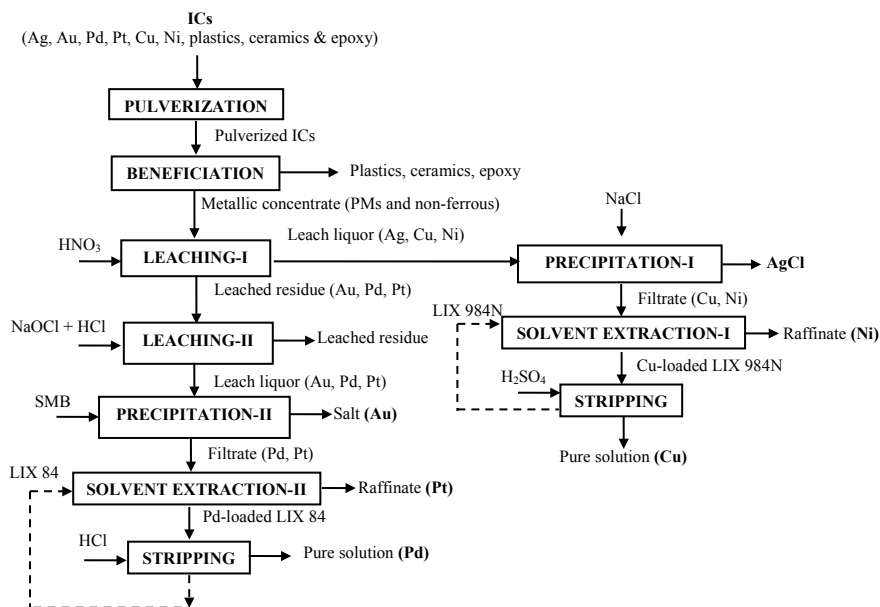 ICs
(Ag, Au, Pd, Pt, Cu, Ni, plastics, ceramics & epoxy)
PULVERIZATION
Pulverized ICs
BENEFICIATION
Plastics, ceramics, epoxy
Metallic concentrate (PMs and non-ferrous)
HNO3
LEACHING-I
Leach liquor (Ag, Cu, Ni)
NaCl
PRECIPITATION-I
AgCl
Leached residue (Au, Pd, Pt)
Filtrate (Cu, Ni)
NaOCl + HCl
LEACHING-II
Leached residue
LIX 984N
SOLVENT EXTRACTION-I
Raffinate (Ni)
Leach liquor (Au, Pd, Pt)
Cu-loaded LIX 984N
SMB
PRECIPITATION-II
Salt (Au)
H2SO4
STRIPPING
Filtrate (Pd, Pt)
Pure solution (Cu)
LIX 84
SOLVENT EXTRACTION-II
Raffinate (Pt)
Pd-loaded LIX 84
HCl
STRIPPING
Pure solution (Pd)